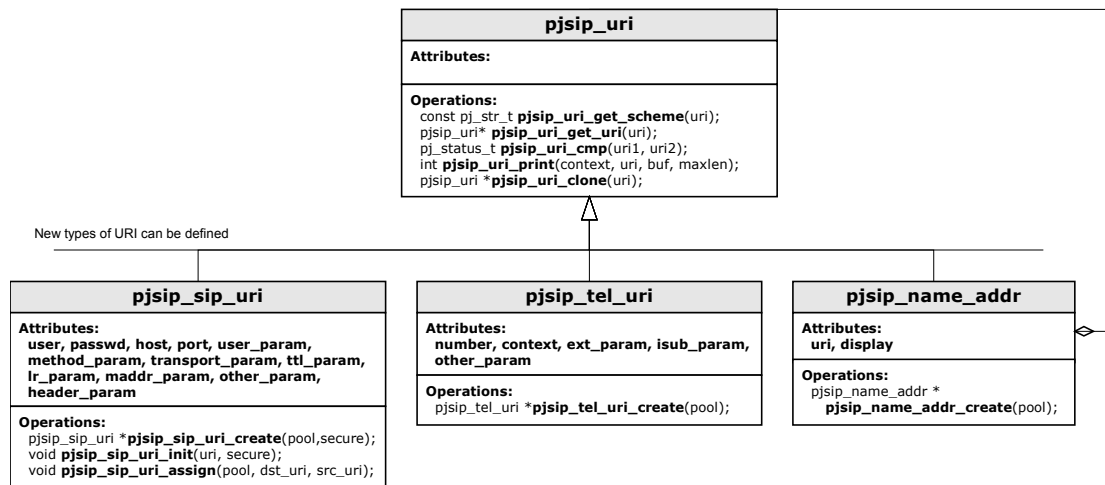 pjsip_uri
Attributes:
Operations:
const pj_str_t pjsip_uri_get_scheme(uri);
pjsip_uri* pjsip_uri_get_uri(uri);
pj_status_t pjsip_uri_cmp(uri1, uri2);
int pjsip_uri_print(context, uri, buf, maxlen);
pjsip_uri *pjsip_uri_clone(uri);
New types of URI can be defined
pjsip_sip_uri
Attributes:
user, passwd, host, port, user_param,
method_param, transport_param, ttl_param,
lr_param, maddr_param, other_param,
header_param
Operations:
pjsip_sip_uri *pjsip_sip_uri_create(pool,secure);
void pjsip_sip_uri_init(uri, secure);
void pjsip_sip_uri_assign(pool, dst_uri, src_uri);
pjsip_tel_uri
Attributes:
number, context, ext_param, isub_param,
other_param
Operations:
pjsip_tel_uri *pjsip_tel_uri_create(pool);
pjsip_name_addr
Attributes:
uri, display
Operations:
pjsip_name_addr *
pjsip_name_addr_create(pool);